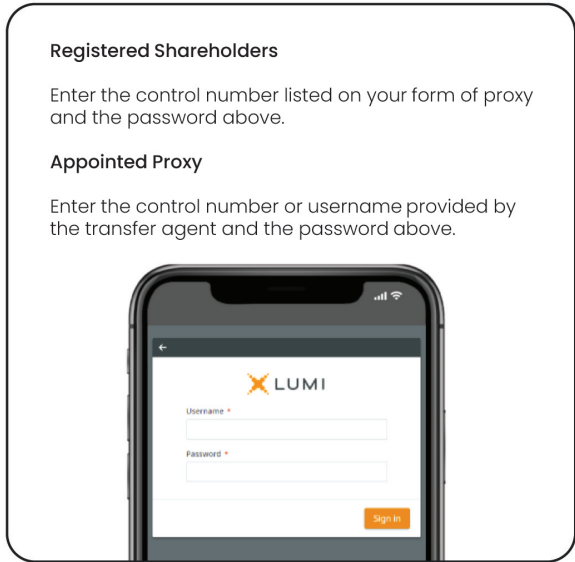 Registered Shareholders
Enter the control number listed on your form of proxy
and the password above.
Appointed Proxy
Enter the control number or username provided by
the transfer agent and the password above.
LUMI
Username *
Password *
Sign in